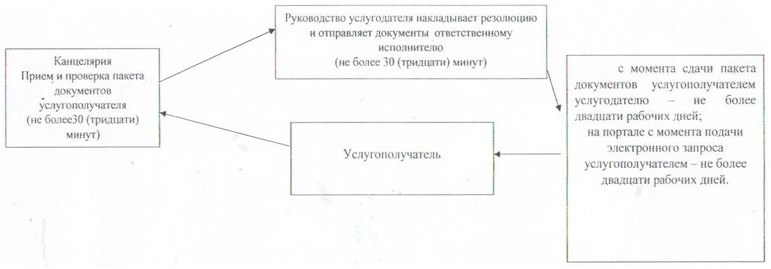 Канцелярия
Прием и проверка пакета
документов
услугополучателя
(не более30 (тридцати)
минут)
Руководство услугодателя накладывает резолюцию
и отправляет документы ответственному
исполнителю
(не более 30 (тридцати) минут)
с момента сдачи пакета
документов услугополучателем
услугодателю – не более
двадцати рабочих дней;
на портале с момента подачи
электронного запроса
услугополучателем – не более
двадцати рабочих дней.
Услугополучатель